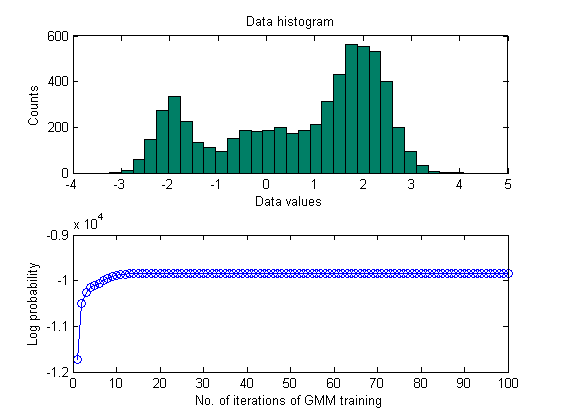 Data histogram
600
400
200
0
Counts
-4 -3 -2 -1 0 1 2 3 4 5
Data values
x 10^4
-0.9
-1
-1.1
-1.2
Log probability
0 10 20 30 40 50 60 70 80 90 100
No. of iterations of GMM training